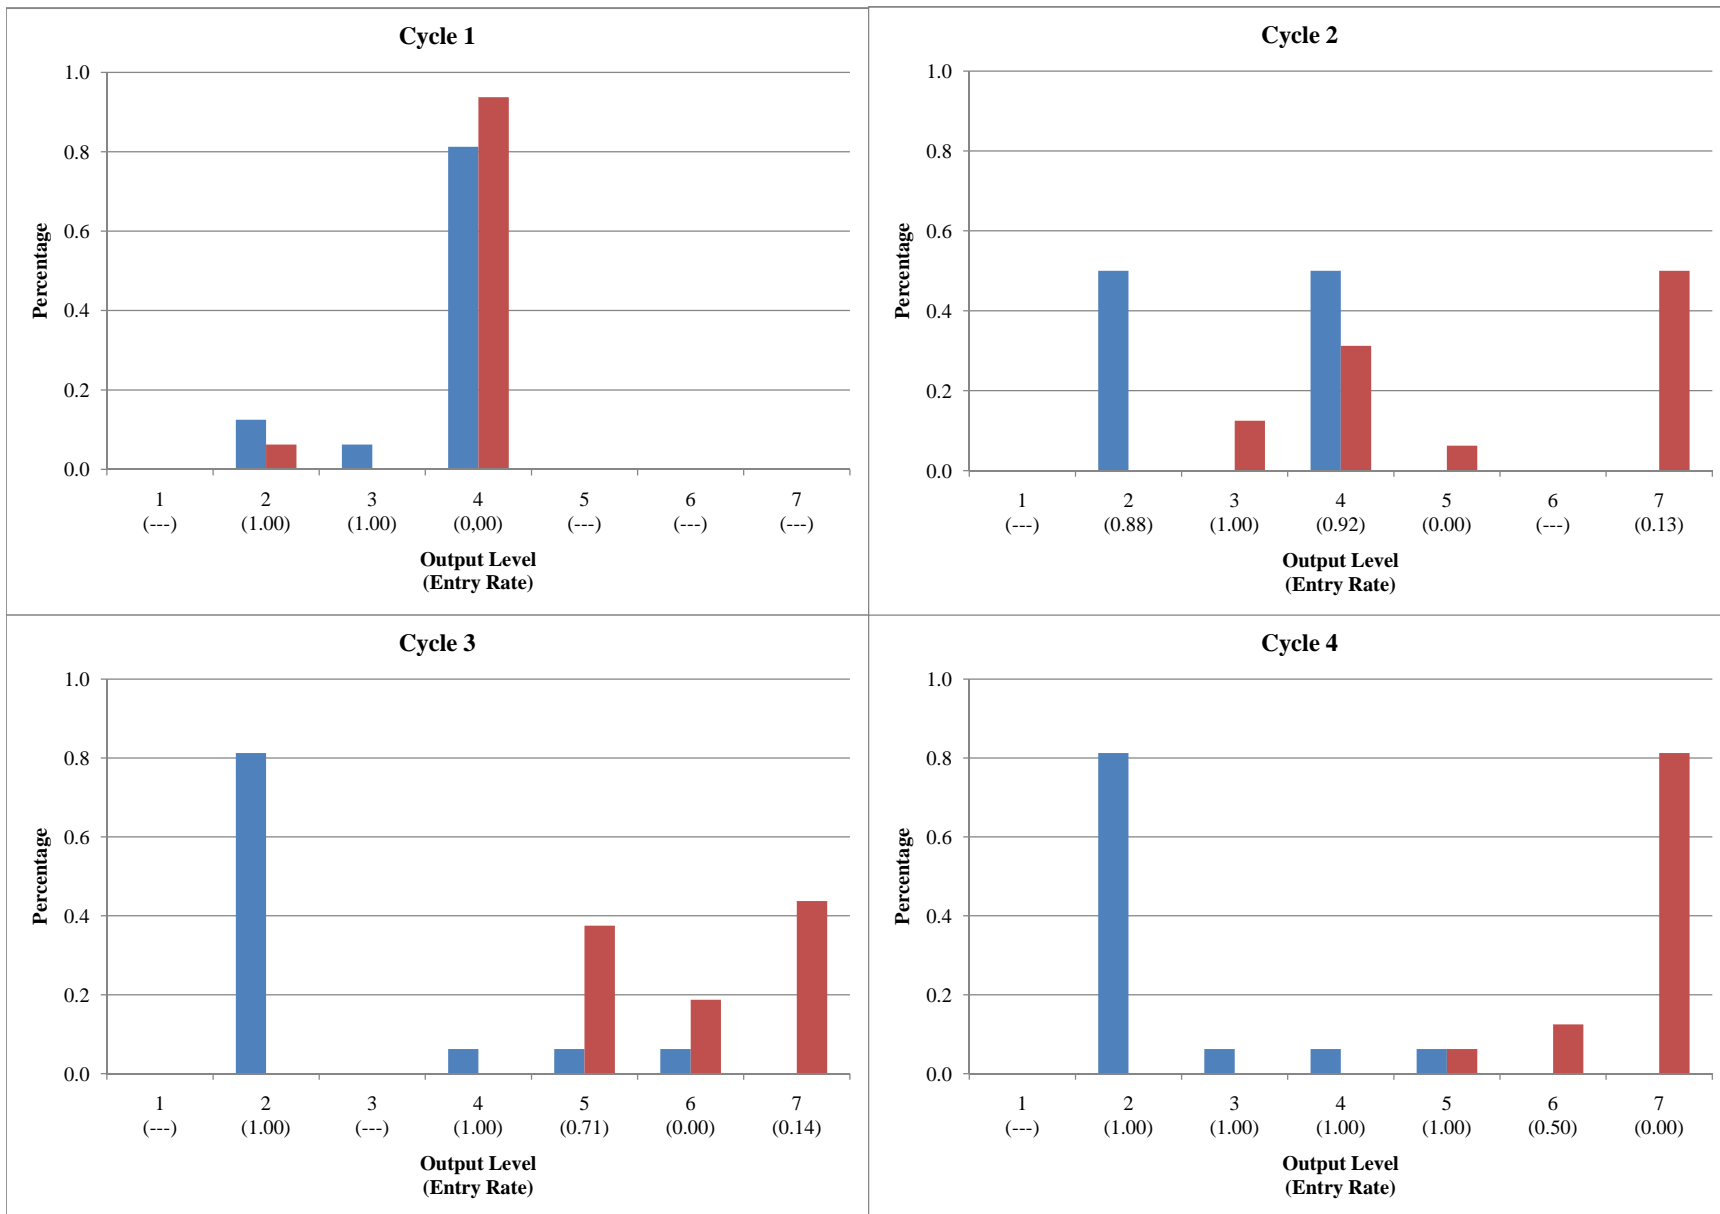 Cycle 1
1.0
0.8
0.6
0.4
0.2
0.0
Percentage
1 2 3 4 5 6 7
(---) (1.00) (1.00) (0,00) (---) (---) (---)
Output Level
(Entry Rate)
Cycle 2
1.0
0.8
0.6
0.4
0.2
0.0
Percentage
1 2 3 4 5 6 7
(---) (0.88) (1.00) (0.92) (0.00) (---) (0.13)
Output Level
(Entry Rate)
Cycle 3
1.0
0.8
0.6
0.4
0.2
0.0
Percentage
1 2 3 4 5 6 7
(---) (1.00) (---) (1.00) (0.71) (0.00) (0.14)
Output Level
(Entry Rate)
Cycle 4
1.0
0.8
0.6
0.4
0.2
0.0
Percentage
1 2 3 4 5 6 7
(---) (1.00) (1.00) (1.00) (1.00) (0.50) (0.00)
Output Level
(Entry Rate)